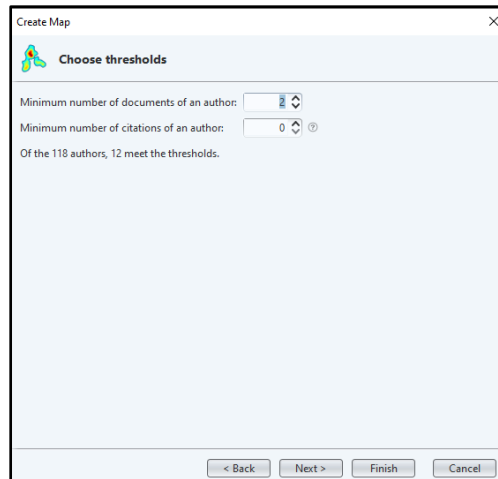 Create Map
Choose thresholds
Minimum number of documents of an author: 2
Minimum number of citations of an author: 0
Of the 118 authors, 12 meet the thresholds.
< Back Next > Finish Cancel